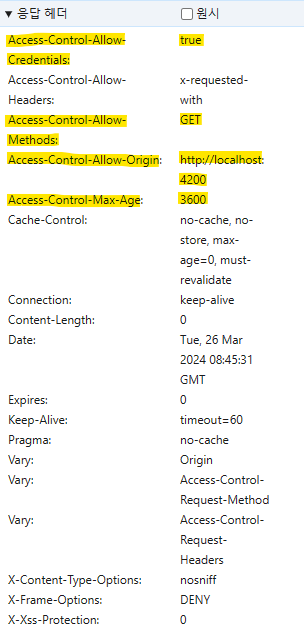 ▼ 응답 헤더 원시
Access-Control-Allow- true
Credentials:
Access-Control-Allow- x-requested-
Headers: with
Access-Control-Allow- GET
Methods:
Access-Control-Allow-Origin: http://localhost:
4200
Access-Control-Max-Age: 3600
Cache-Control: no-cache, no-
store, max-
age=0, must-
revalidate
Connection: keep-alive
Content-Length: 0
Date: Tue, 26 Mar
2024 08:45:31
GMT
Expires: 0
Keep-Alive: timeout=60
Pragma: no-cache
Vary: Origin
Vary: Access-Control-
Request-Method
Vary: Access-Control-
Request-
Headers
X-Content-Type-Options: nosniff
X-Frame-Options: DENY
X-Xss-Protection: 0